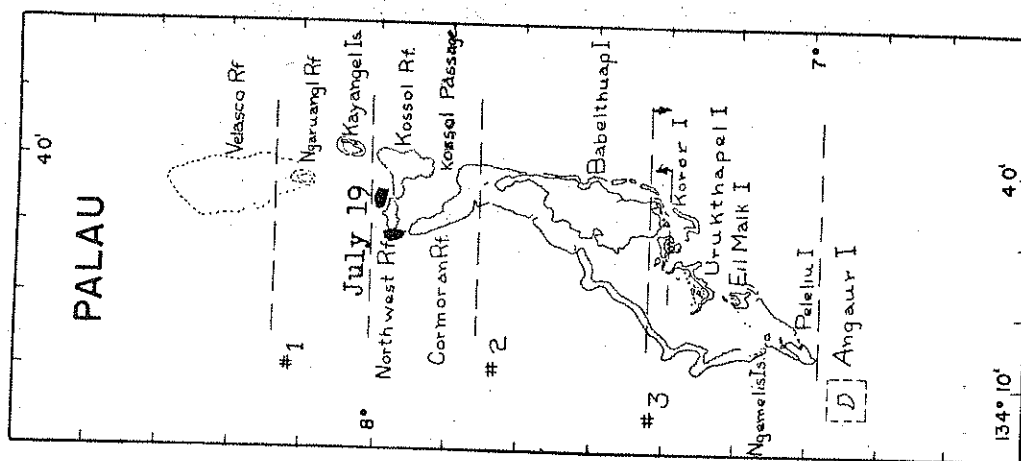 PALAU
40'
Velasco Rf
Ngaruangl Rf
#1
Kayangel Is.
July 19
8°
Northwest Rf.
Kossol Rf.
Kossol Passage
Cormoran Rf.
#2
Babelthuap I
#3
Koror I
Urukthapel I
Eil Malk I
Ngemelis Is.
Peleliu I
7°
D
Angaur I
134° 10'
40'